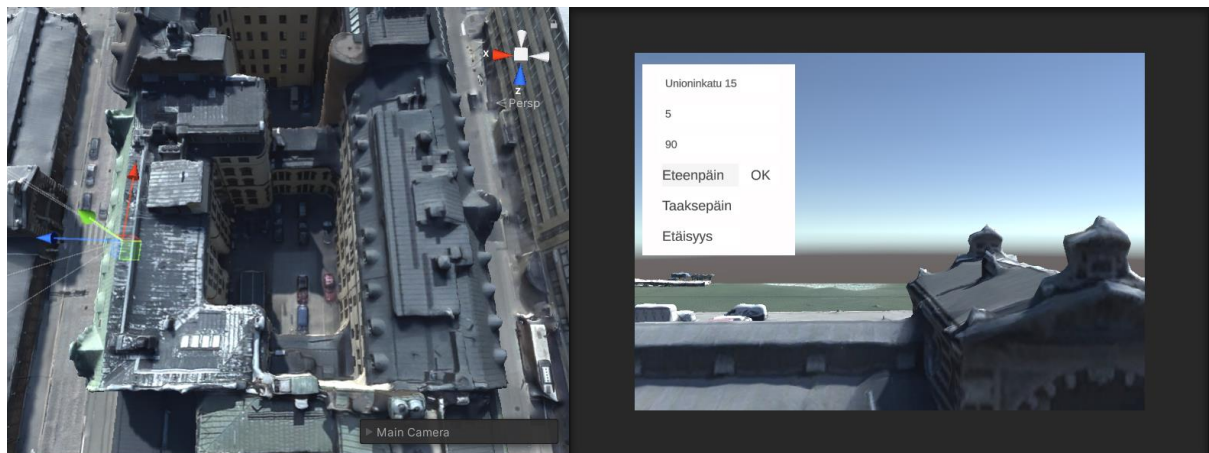 x
z
< Persp
Main Camera
Unioninkatu 15
5
90
Eteenpäin OK
Taaksepäin
Etäisyys